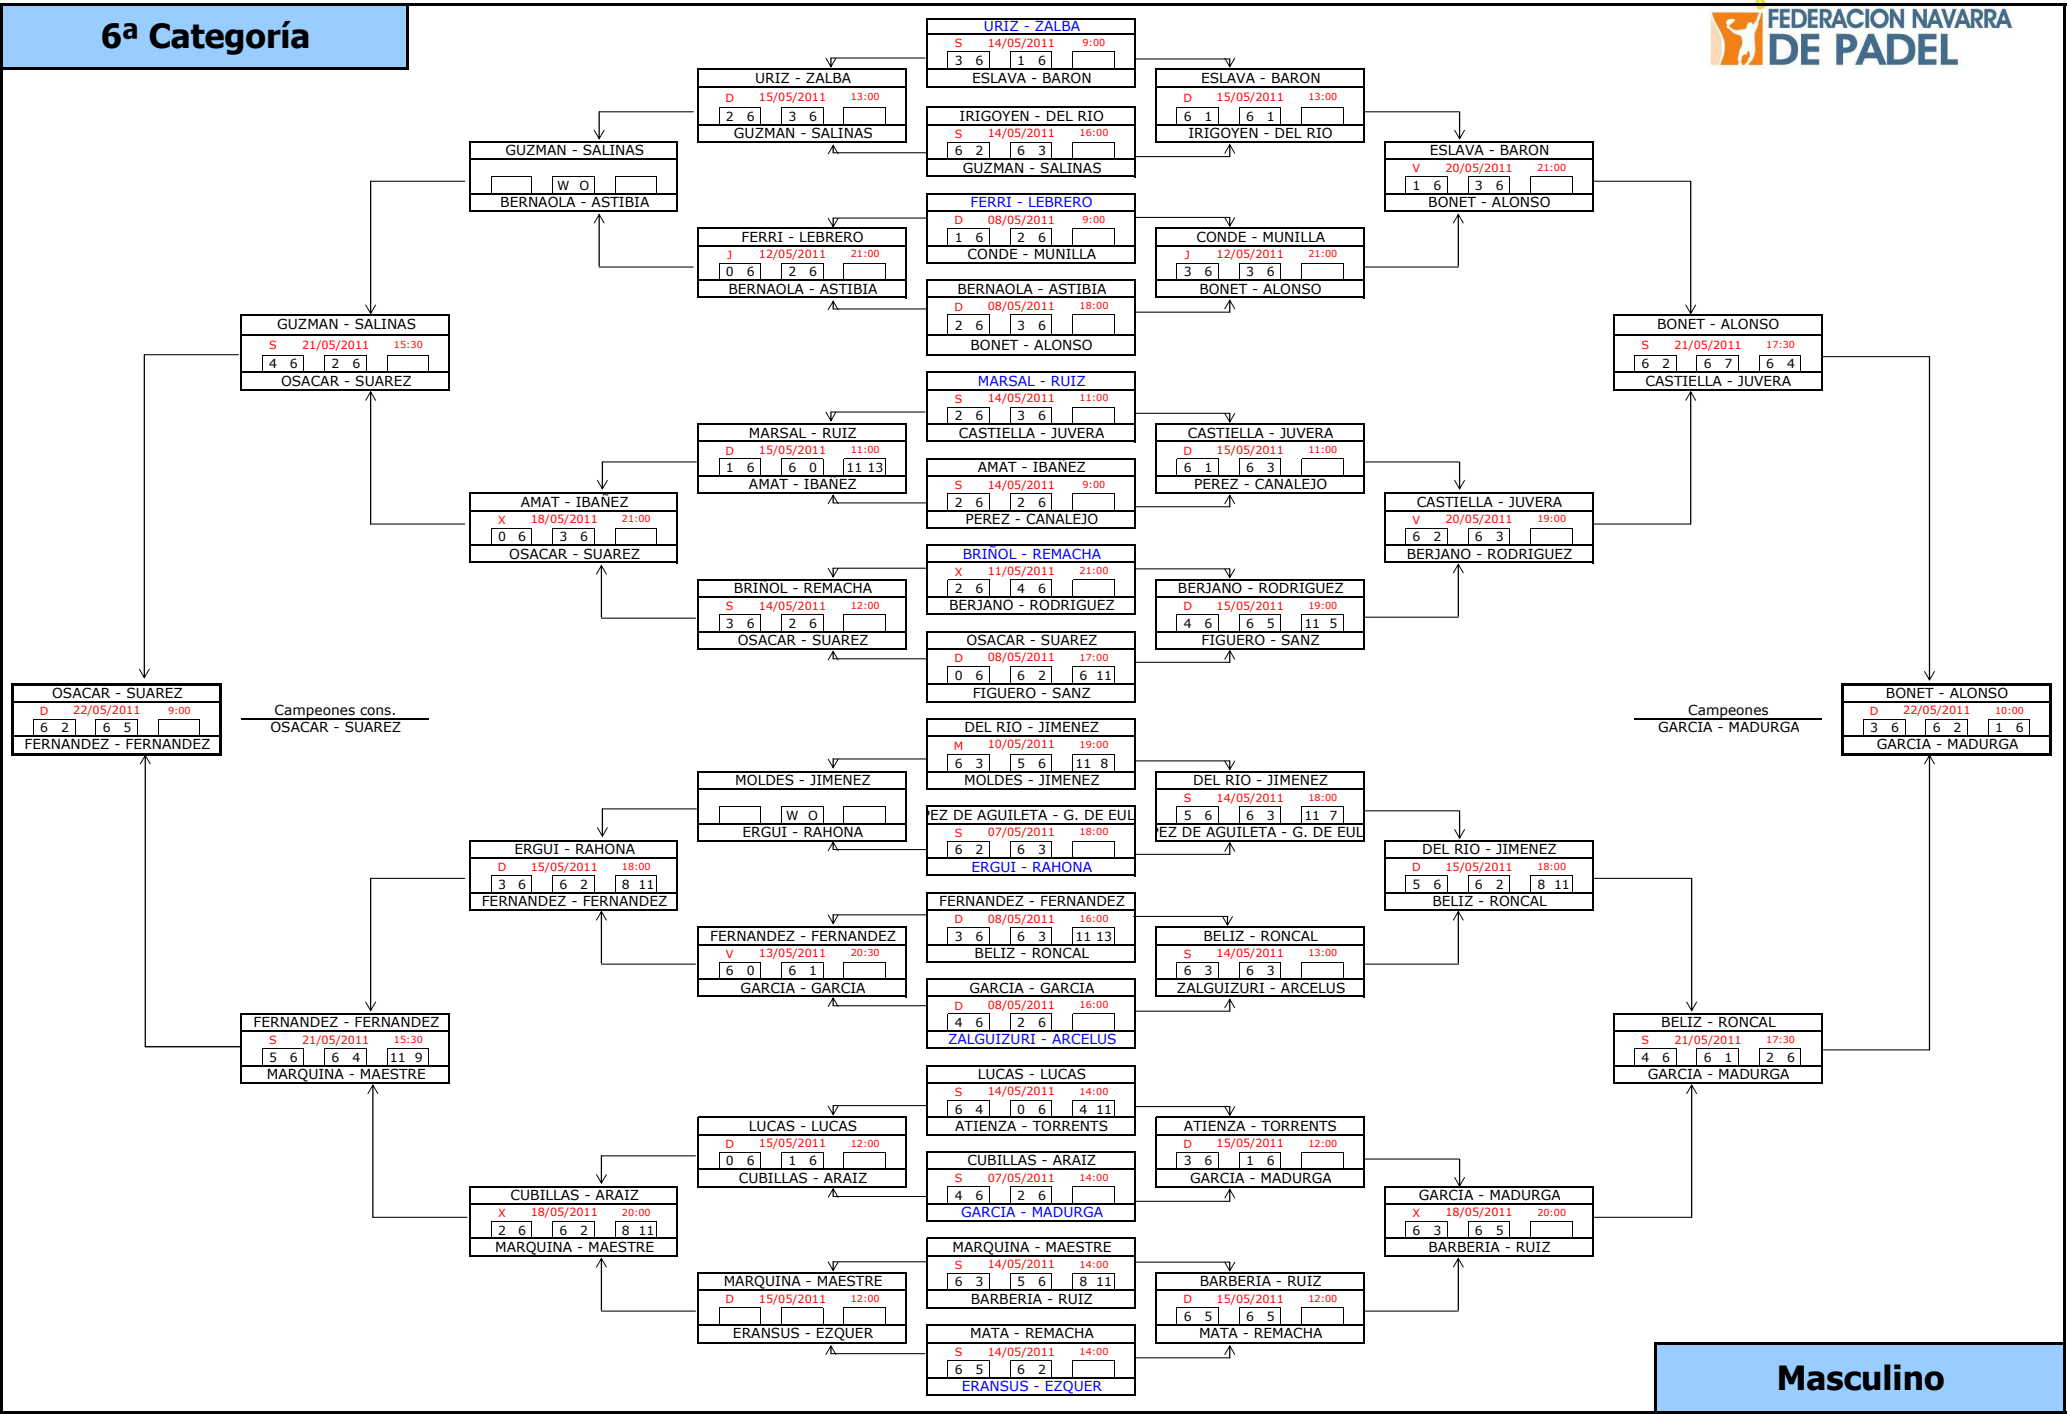 6ª Categoría
FEDERACION NAVARRA
DE PADEL
URIZ - ZALBA
S 14/05/2011 9:00
3 6 1 6
ESLAVA - BARON
IRIGOYEN - DEL RIO
S 14/05/2011 16:00
6 2 6 3
GUZMAN - SALINAS
FERRI - LEBRERO
D 08/05/2011 9:00
1 6 2 6
CONDE - MUNILLA
BERNAOLA - ASTIBIA
D 08/05/2011 18:00
2 6 3 6
BONET - ALONSO
MARSAL - RUIZ
S 14/05/2011 11:00
2 6 3 6
CASTIELLA - JUVERA
AMAT - IBAÑEZ
S 14/05/2011 9:00
2 6 2 6
PEREZ - CANALEJO
BRIÑOL - REMACHA
X 11/05/2011 21:00
2 6 4 6
BERJANO - RODRIGUEZ
OSACAR - SUAREZ
D 08/05/2011 17:00
0 6 6 2 6 11
FIGUERO - SANZ
DEL RIO - JIMENEZ
M 10/05/2011 19:00
6 3 5 6 11 8
MOLDES - JIMENEZ
PEZ DE AGUILETA - G. DE EUL
S 07/05/2011 18:00
6 2 6 3
ERGUI - RAHONA
FERNANDEZ - FERNANDEZ
D 08/05/2011 16:00
3 6 6 3 11 13
BELIZ - RONCAL
GARCIA - GARCIA
D 08/05/2011 16:00
4 6 2 6
ZALGUIZURI - ARCELUS
LUCAS - LUCAS
S 14/05/2011 14:00
6 4 0 6 4 11
ATIENZA - TORRENTS
CUBILLAS - ARAIZ
S 07/05/2011 14:00
4 6 2 6
GARCIA - MADURGA
MARQUINA - MAESTRE
S 14/05/2011 14:00
6 3 5 6 8 11
BARBERIA - RUIZ
MATA - REMACHA
S 14/05/2011 14:00
6 5 6 2
ERANSUS - EZQUER
URIZ - ZALBA
D 15/05/2011 13:00
2 6 3 6
GUZMAN - SALINAS
FERRI - LEBRERO
J 12/05/2011 21:00
0 6 2 6
BERNAOLA - ASTIBIA
MARSAL - RUIZ
D 15/05/2011 11:00
1 6 6 0 11 13
AMAT - IBAÑEZ
BRIÑOL - REMACHA
S 14/05/2011 12:00
3 6 2 6
OSACAR - SUAREZ
MOLDES - JIMENEZ
W O
ERGUI - RAHONA
FERNANDEZ - FERNANDEZ
V 13/05/2011 20:30
6 0 6 1
GARCIA - GARCIA
LUCAS - LUCAS
D 15/05/2011 12:00
0 6 1 6
CUBILLAS - ARAIZ
MARQUINA - MAESTRE
D 15/05/2011 12:00
ERANSUS - EZQUER
GUZMAN - SALINAS
W O
BERNAOLA - ASTIBIA
AMAT - IBAÑEZ
X 18/05/2011 21:00
0 6 3 6
OSACAR - SUAREZ
ERGUI - RAHONA
D 15/05/2011 18:00
3 6 6 2 8 11
FERNANDEZ - FERNANDEZ
CUBILLAS - ARAIZ
X 18/05/2011 20:00
2 6 6 2 8 11
MARQUINA - MAESTRE
GUZMAN - SALINAS
S 21/05/2011 15:30
4 6 2 6
OSACAR - SUAREZ
FERNANDEZ - FERNANDEZ
S 21/05/2011 15:30
5 6 6 4 11 9
MARQUINA - MAESTRE
OSACAR - SUAREZ
D 22/05/2011 9:00
6 2 6 5
FERNANDEZ - FERNANDEZ
Campeones cons.
OSACAR - SUAREZ
ESLAVA - BARON
D 15/05/2011 13:00
6 1 6 1
IRIGOYEN - DEL RIO
CONDE - MUNILLA
J 12/05/2011 21:00
3 6 3 6
BONET - ALONSO
CASTIELLA - JUVERA
D 15/05/2011 11:00
6 1 6 3
PEREZ - CANALEJO
BERJANO - RODRIGUEZ
D 15/05/2011 19:00
4 6 6 5 11 5
FIGUERO - SANZ
DEL RIO - JIMENEZ
S 14/05/2011 18:00
5 6 6 3 11 7
PEZ DE AGUILETA - G. DE EUL
BELIZ - RONCAL
S 14/05/2011 13:00
6 3 6 3
ZALGUIZURI - ARCELUS
ATIENZA - TORRENTS
D 15/05/2011 12:00
3 6 1 6
GARCIA - MADURGA
BARBERIA - RUIZ
D 15/05/2011 12:00
6 5 6 5
MATA - REMACHA
ESLAVA - BARON
V 20/05/2011 21:00
1 6 3 6
BONET - ALONSO
CASTIELLA - JUVERA
V 20/05/2011 19:00
6 2 6 3
BERJANO - RODRIGUEZ
DEL RIO - JIMENEZ
D 15/05/2011 18:00
5 6 6 2 8 11
BELIZ - RONCAL
GARCIA - MADURGA
X 18/05/2011 20:00
6 3 6 5
BARBERIA - RUIZ
BONET - ALONSO
S 21/05/2011 17:30
6 2 6 7 6 4
CASTIELLA - JUVERA
BELIZ - RONCAL
S 21/05/2011 17:30
4 6 6 1 2 6
GARCIA - MADURGA
Campeones
GARCIA - MADURGA
BONET - ALONSO
D 22/05/2011 10:00
3 6 6 2 1 6
GARCIA - MADURGA
Masculino